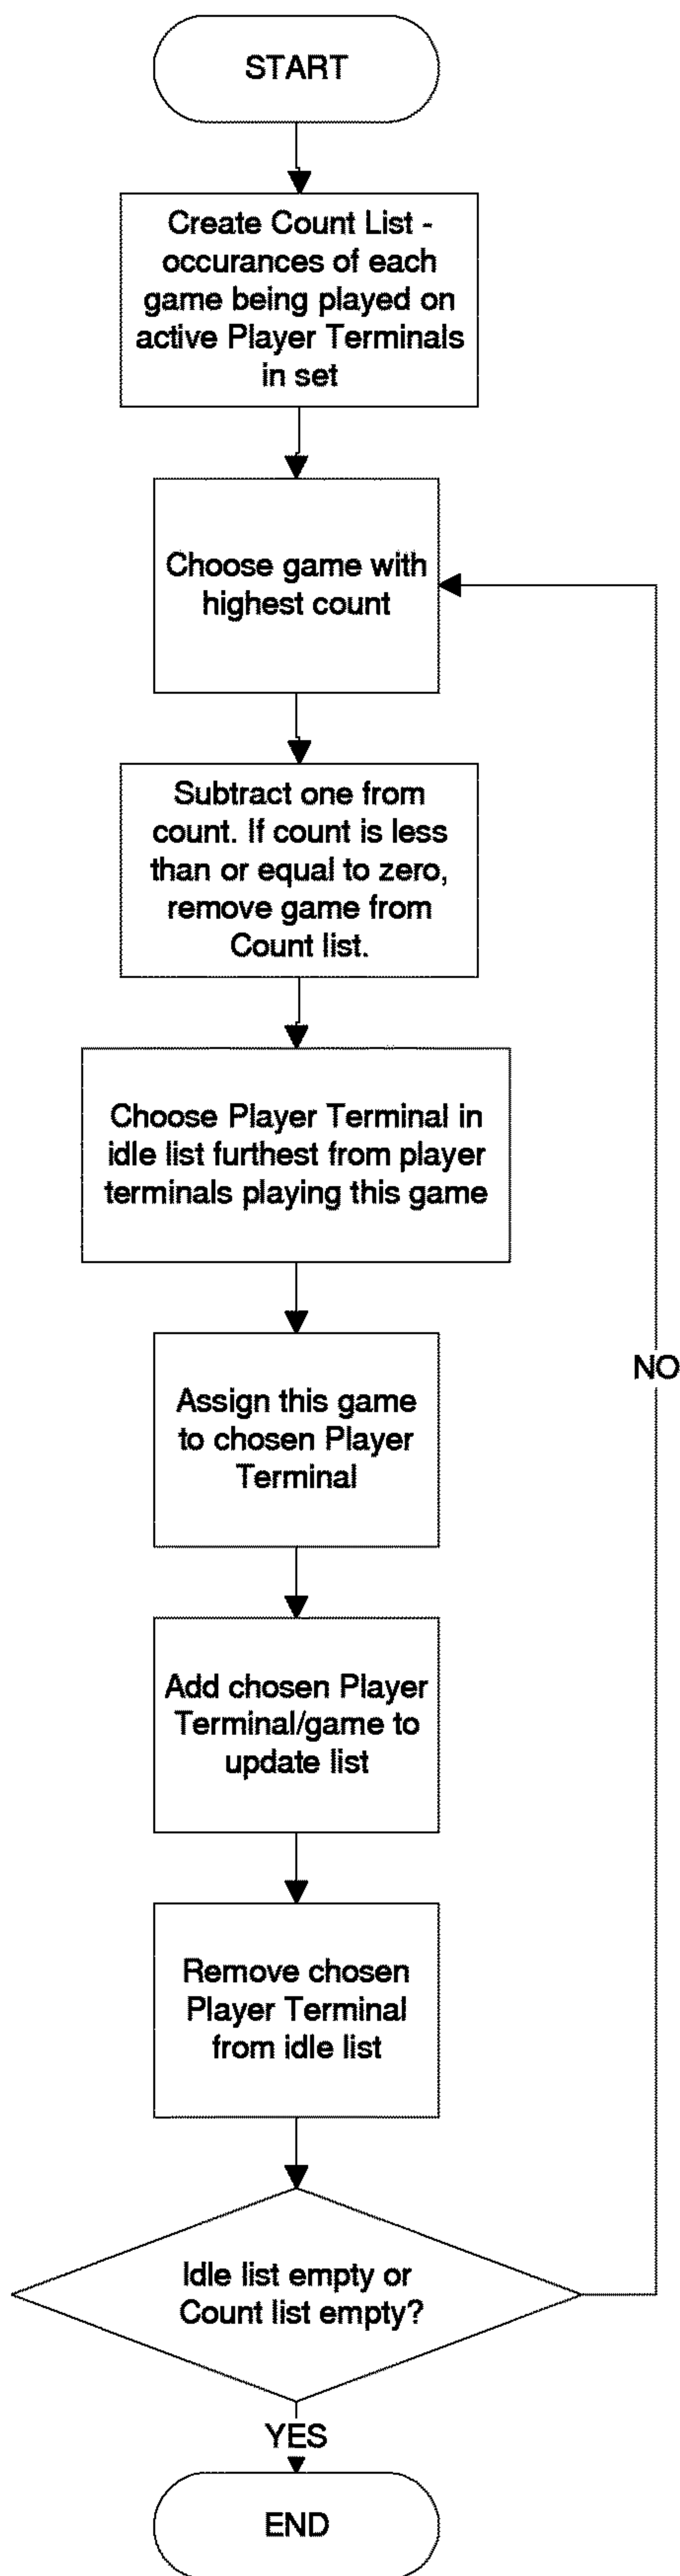 START
Create Count List -
occurances of each
game being played on
active Player Terminals
in set
Choose game with
highest count
Subtract one from
count. If count is less
than or equal to zero,
remove game from
Count list.
Choose Player Terminal in
idle list furthest from player
terminals playing this game
NO
Assign this game
to chosen Player
Terminal
Add chosen Player
Terminal/game to
update list
Remove chosen
Player Terminal
from idle list
Idle list empty or
Count list empty?
YES
END